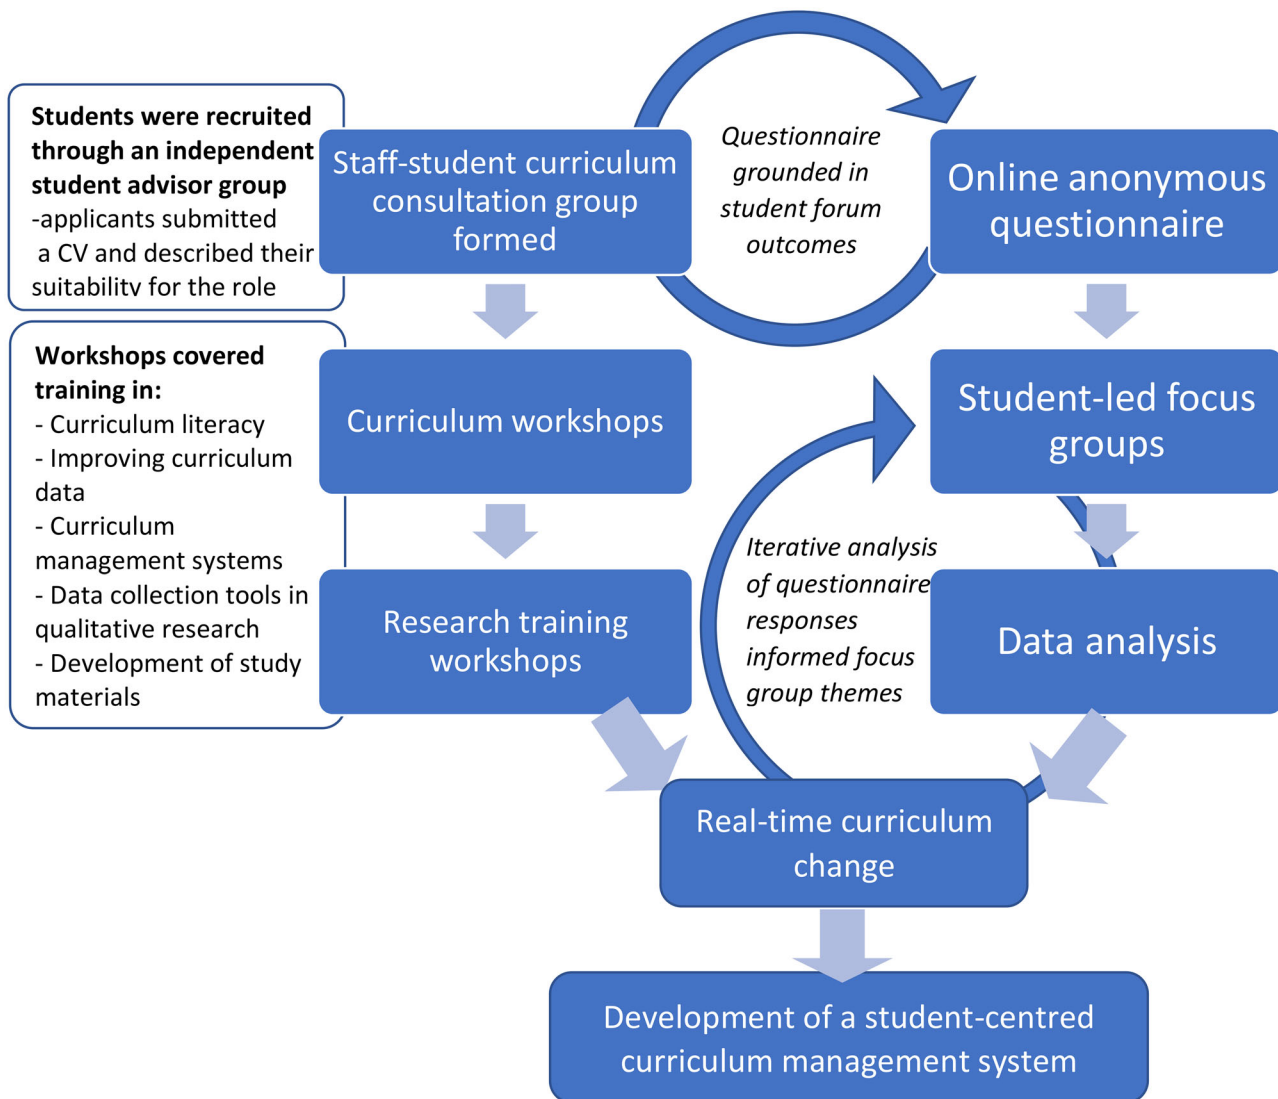 Students were recruited
through an independent
student advisor group
-applicants submitted
a CV and described their
suitability for the role
Staff-student curriculum
consultation group
formed
Questionnaire
grounded in
student forum
outcomes
Online anonymous
questionnaire
Workshops covered
training in:
- Curriculum literacy
- Improving curriculum
data
- Curriculum
management systems
- Data collection tools in
qualitative research
- Development of study
materials
Curriculum workshops
Student-led focus
groups
Research training
workshops
Iterative analysis
of questionnaire
responses
informed focus
group themes
Data analysis
Real-time curriculum
change
Development of a student-centred
curriculum management system